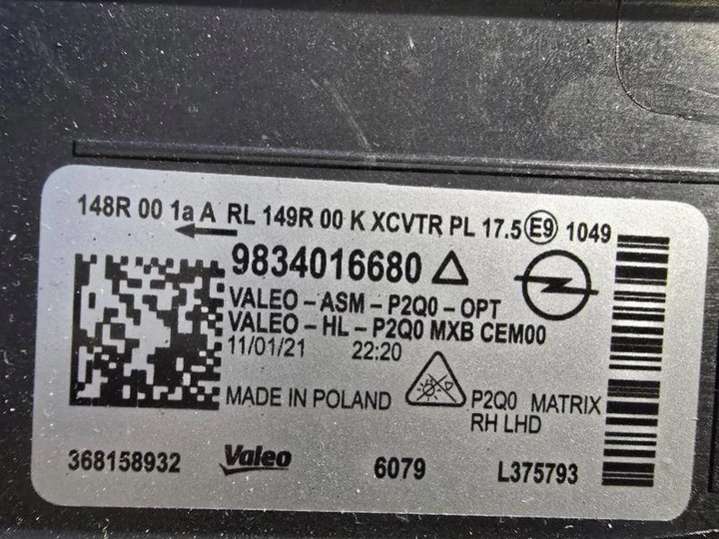 148R 00 1a A RL 149R 00 K XCVTR PL 17.5 E9 1049
9834016680
VALEO-ASM-P2Q0-OPT
VALEO-HL-P2Q0 MXB CEM00
11/01/21 22:20
MADE IN POLAND
P2Q0 MATRIX
RH LHD
368158932 Valeo 6079 L375793